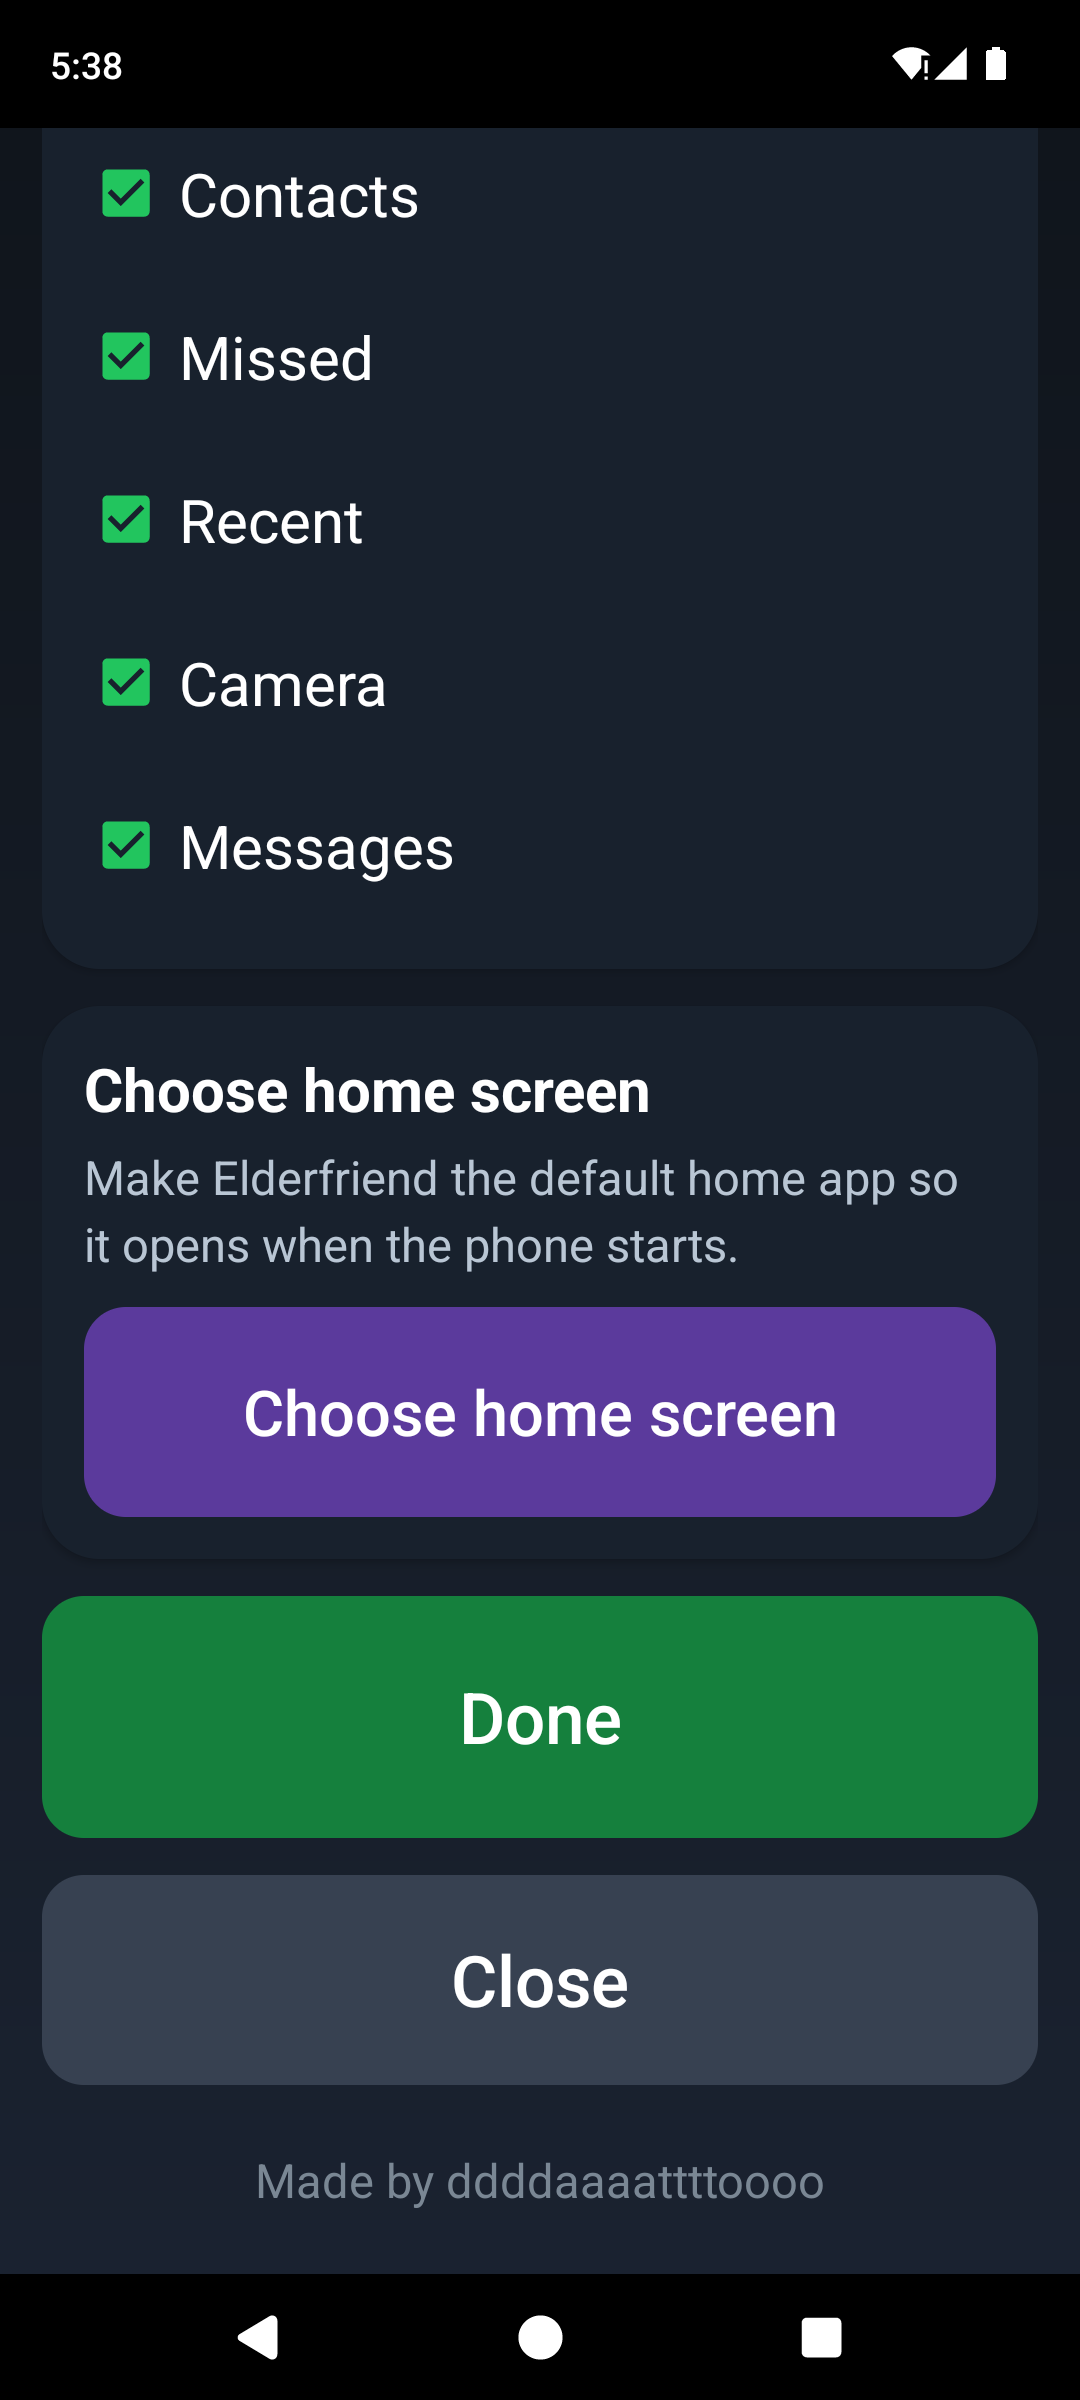 5:38
Contacts
Missed
Recent
Camera
Messages
Choose home screen
Make Elderfriend the default home app so
it opens when the phone starts.
Choose home screen
Done
Close
Made by ddddaaaattttoooo